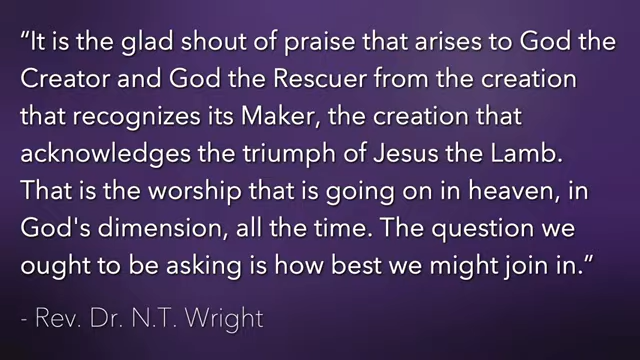 “It is the glad shout of praise that arises to God the
Creator and God the Rescuer from the creation
that recognizes its Maker, the creation that
acknowledges the triumph of Jesus the Lamb.
That is the worship that is going on in heaven, in
God's dimension, all the time. The question we
ought to be asking is how best we might join in.”
- Rev. Dr. N.T. Wright